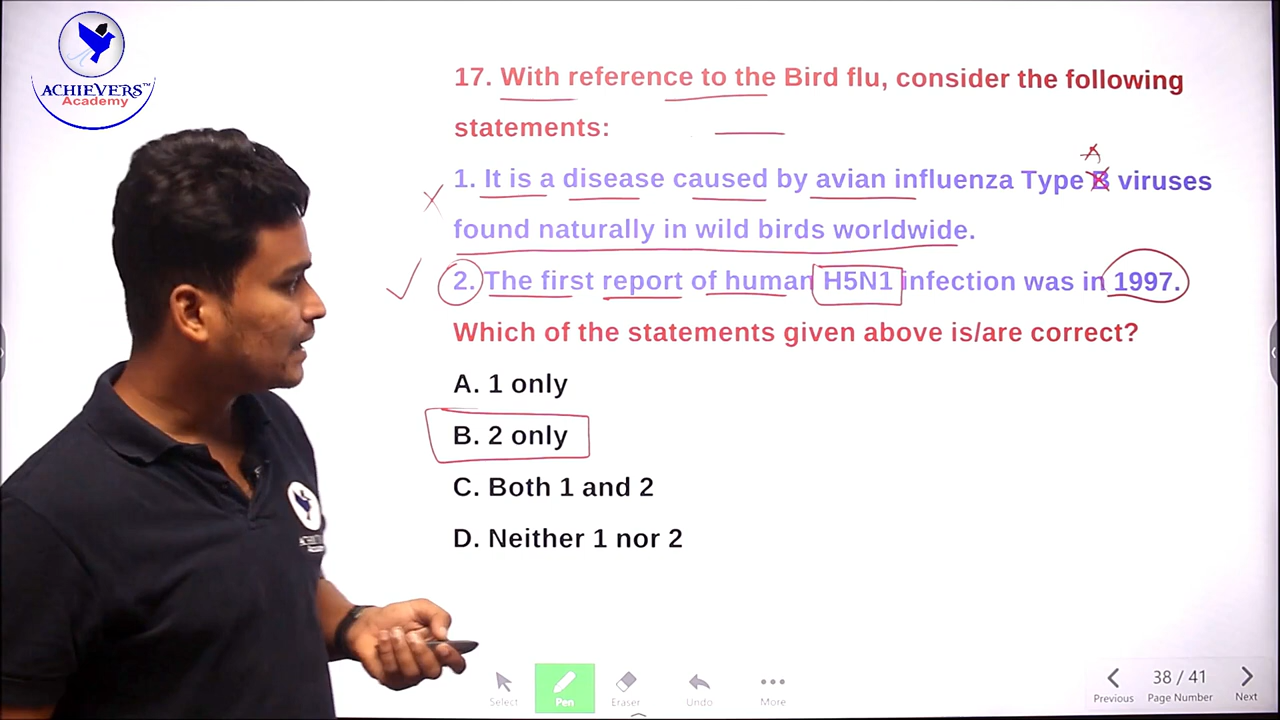 ACHIEVERS™
Academy
17. With reference to the Bird flu, consider the following
statements:
A
1. It is a disease caused by avian influenza Type B viruses
found naturally in wild birds worldwide.
2. The first report of human H5N1 infection was in 1997.
Which of the statements given above is/are correct?
A. 1 only
B. 2 only
C. Both 1 and 2
D. Neither 1 nor 2
Select
Pen
Eraser
Undo
More
Previous
38 / 41
Page Number
Next